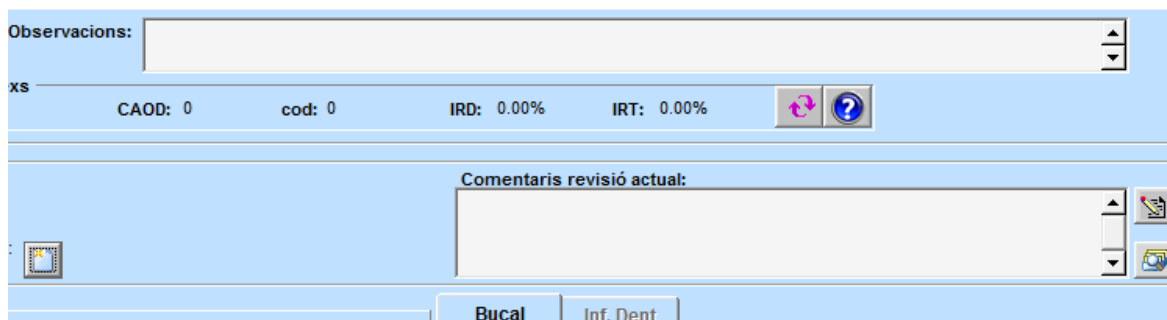 Observacions:
xs
CAOD: 0 cod: 0 IRD: 0.00% IRT: 0.00%
Comentaris revisió actual:
:
Bucal Inf. Dent